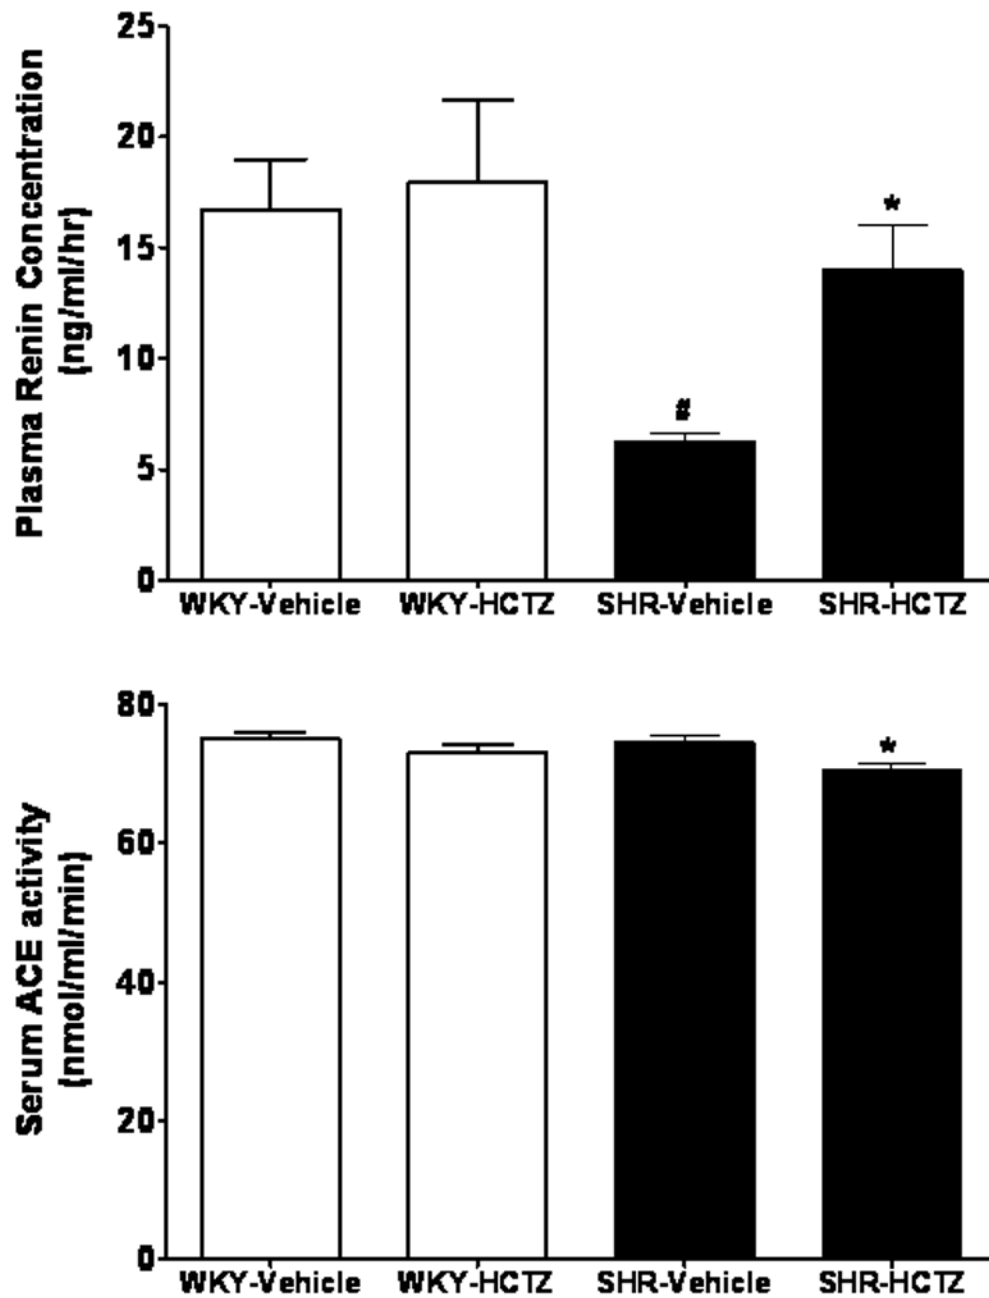 Plasma Renin Concentration
(ng/ml/hr)
25
20
15
10
5
0
#
*
WKY-Vehicle WKY-HCTZ SHR-Vehicle SHR-HCTZ
Serum ACE activity
(nmol/ml/min)
80
60
40
20
0
*
WKY-Vehicle WKY-HCTZ SHR-Vehicle SHR-HCTZ